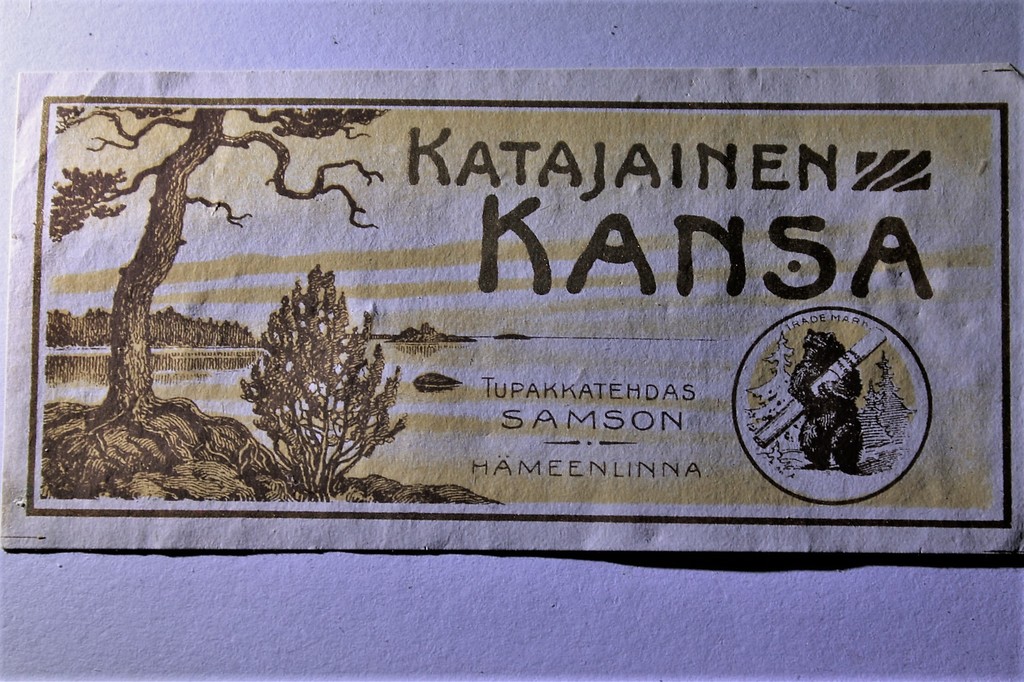 KATAJAINEN
KANSA
TRADE MARK
TUPAKKATEHDAS
SAMSON
HÄMEENLINNA